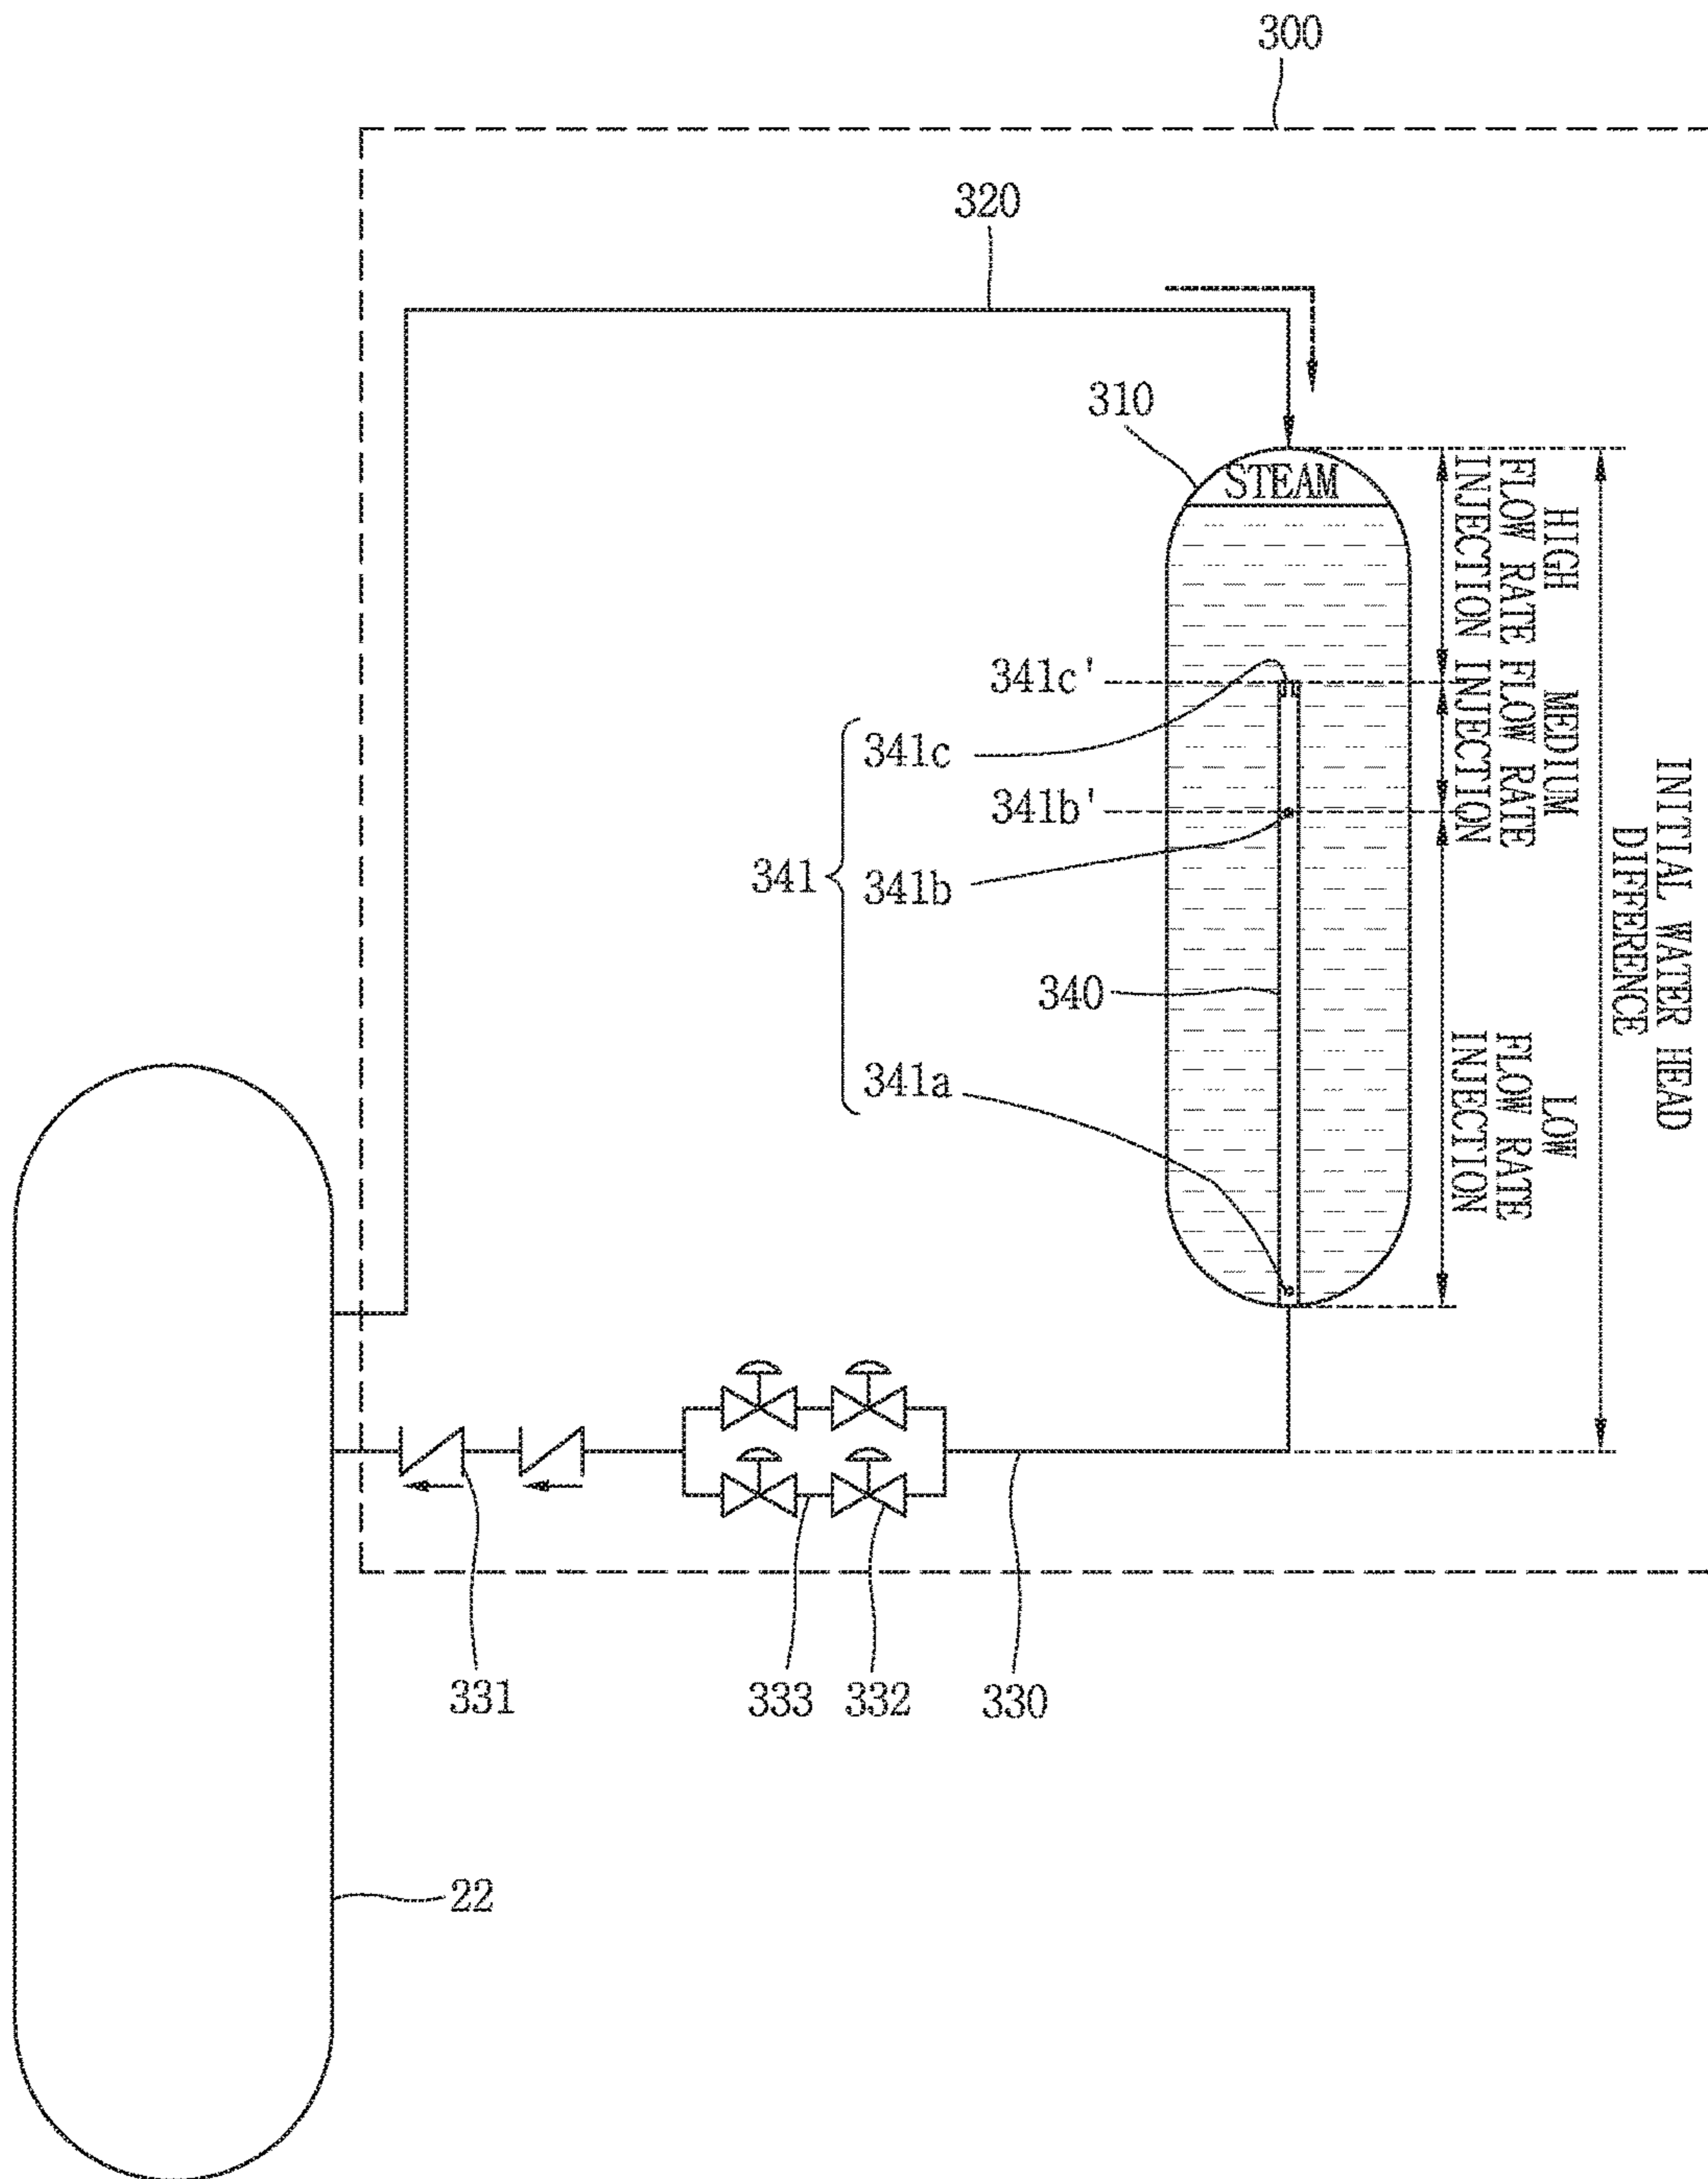 300
320
310
STEAM
HIGH
FLOW RATE
INJECTION
341c'
341c
MEDIUM
FLOW RATE
INJECTION
INITIAL WATER HEAD
DIFFERENCE
341b'
341
341b
340
341a
LOW
FLOW RATE
INJECTION
331
333
332
330
22